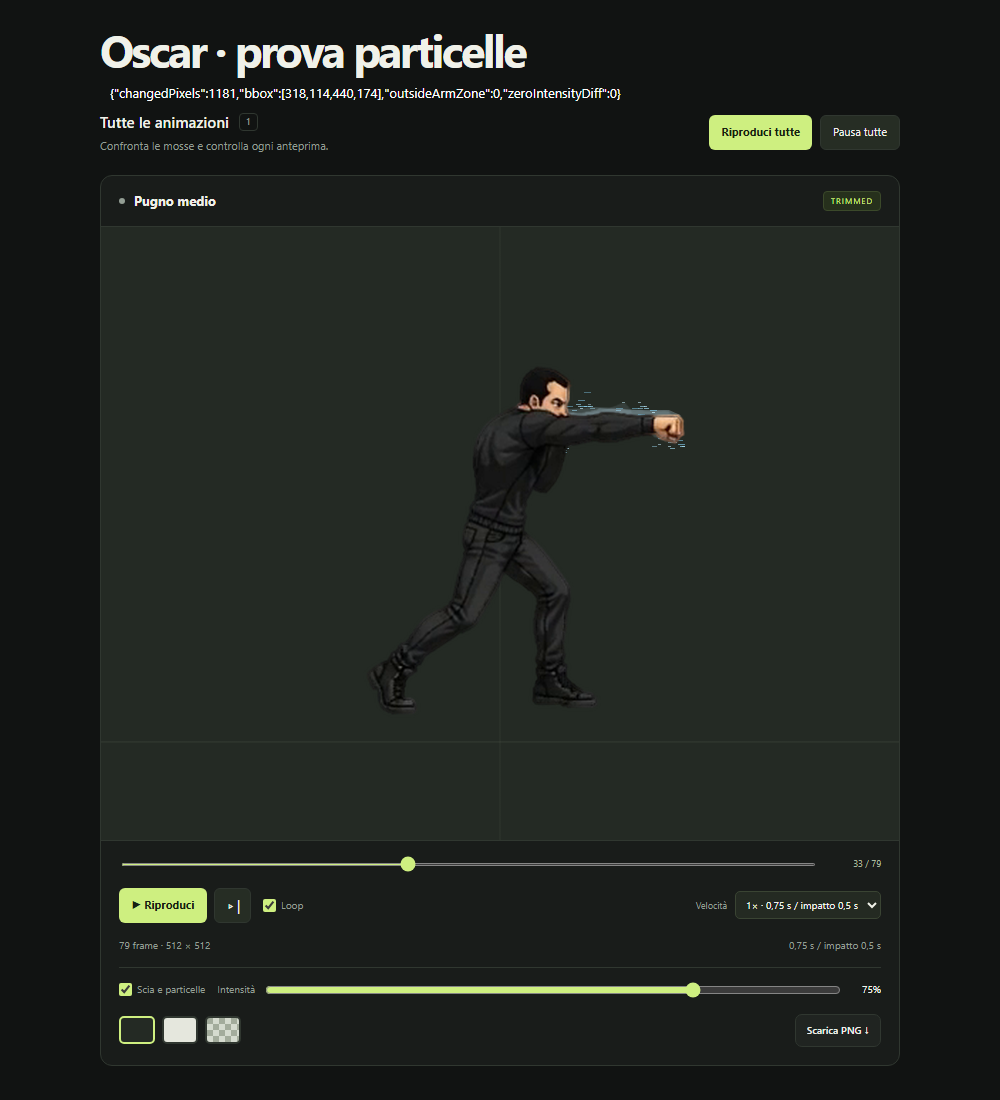 Oscar · prova particelle
{"changedPixels":1181,"bbox":[318,114,440,174],"outsideArmZone":0,"zeroIntensityDiff":0}
Tutte le animazioni 1
Riproduci tutte
Pausa tutte
Confronta le mosse e controlla ogni anteprima.
Pugno medio
TRIMMED
33 / 79
Riproduci
Loop
Velocità
1× · 0,75 s / impatto 0,5 s
79 frame · 512 × 512
0,75 s / impatto 0,5 s
Scia e particelle
Intensità
75%
Scarica PNG ↓